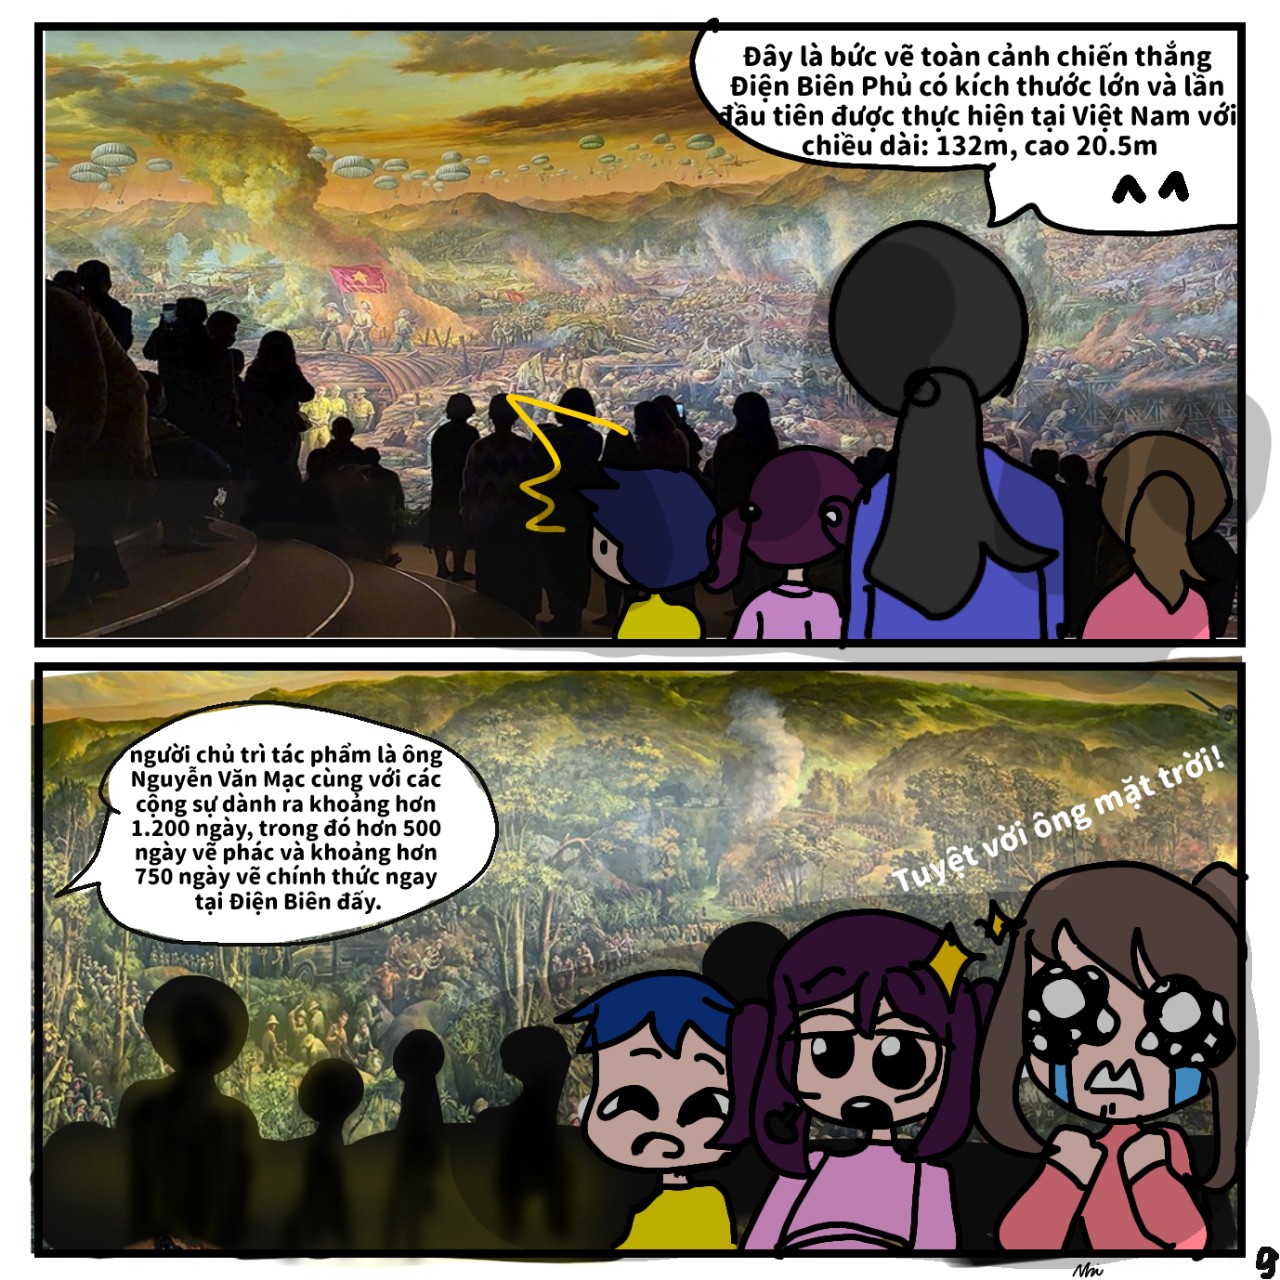 Đây là bức vẽ toàn cảnh chiến thắng
Điện Biên Phủ có kích thước lớn và lần
đầu tiên được thực hiện tại Việt Nam với
chiều dài: 132m, cao 20.5m
^ ^
người chủ trì tác phẩm là ông
Nguyễn Văn Mạc cùng với các
cộng sự dành ra khoảng hơn
1.200 ngày, trong đó hơn 500
ngày vẽ phác và khoảng hơn
750 ngày vẽ chính thức ngay
tại Điện Biên đấy.
Tuyệt vời ông mặt trời!
9